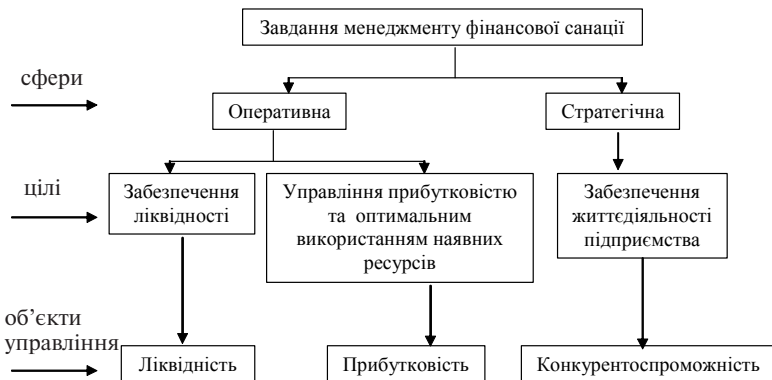 Завдання менеджменту фінансової санації
сфери
Оперативна
Стратегічна
цілі
Забезпечення
ліквідності
Управління прибутковістю
та оптимальним
використанням наявних
ресурсів
Забезпечення
життєдіяльності
підприємства
об’єкти
управління
Ліквідність
Прибутковість
Конкурентоспроможність